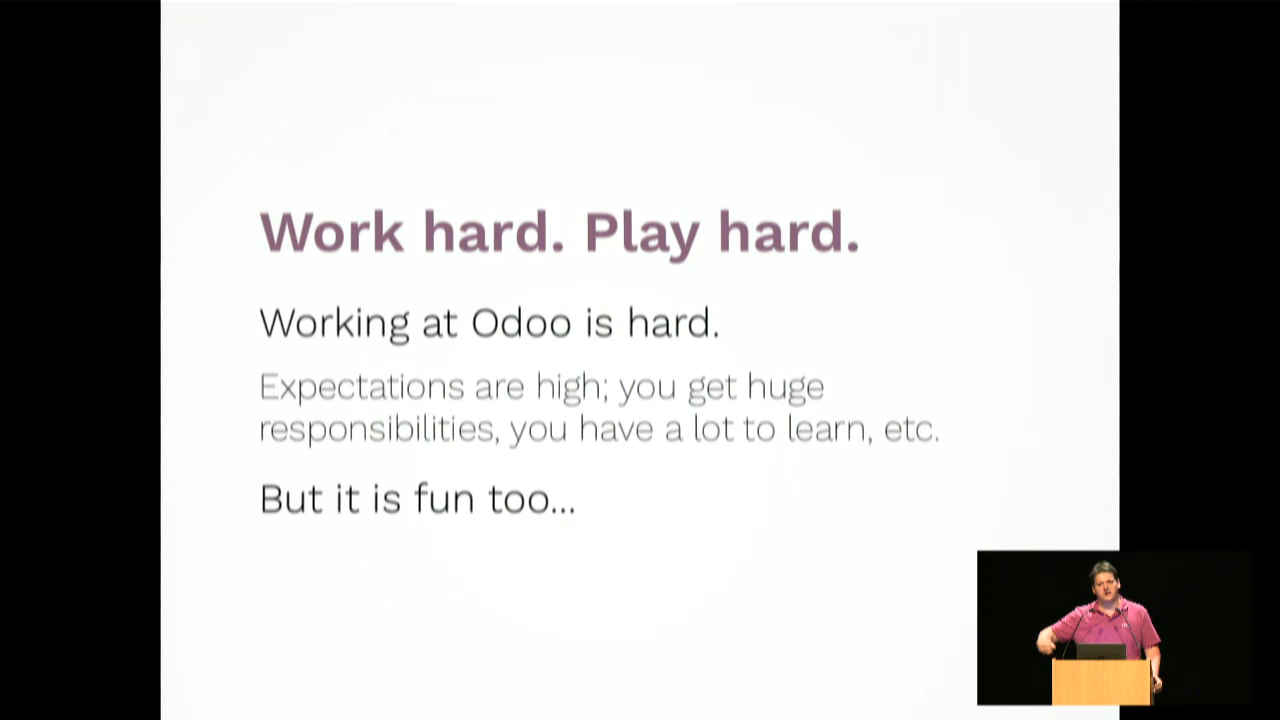 Work hard. Play hard.
Working at Odoo is hard.
Expectations are high; you get huge
responsibilities, you have a lot to learn, etc.
But it is fun too...